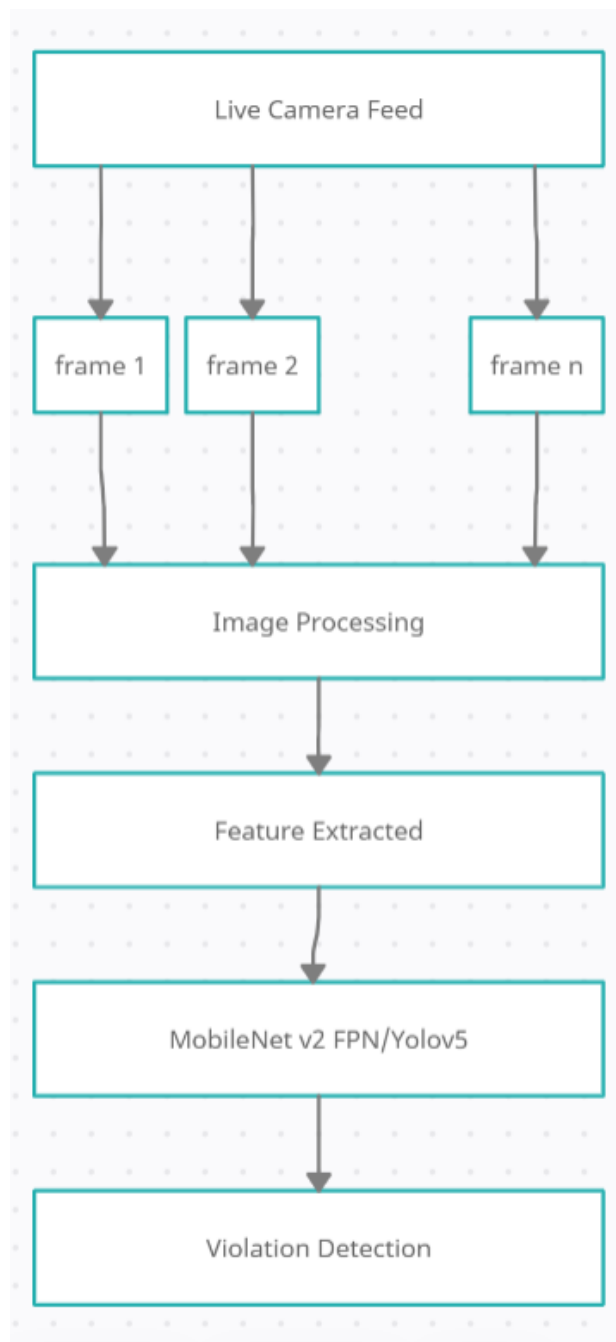 Live Camera Feed
frame 1
frame 2
frame n
Image Processing
Feature Extracted
MobileNet v2 FPN/Yolov5
Violation Detection